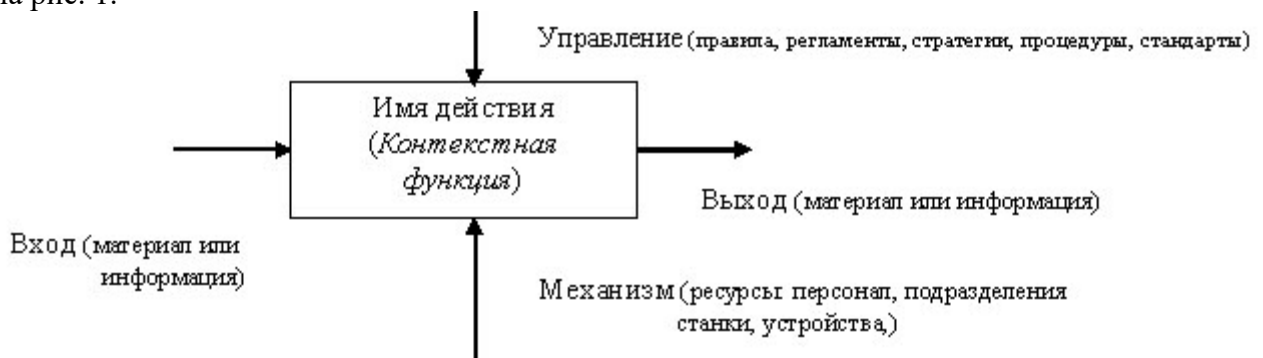 на рис. 1.
Управление (правила, регламенты, стратегии, процедуры, стандарты)
Имя действия
(Контекстная
функция)
Выход (материал или информация)
Вход (материал или
информация)
Механизм (ресурсы: персонал, подразделения
станки, устройства,)